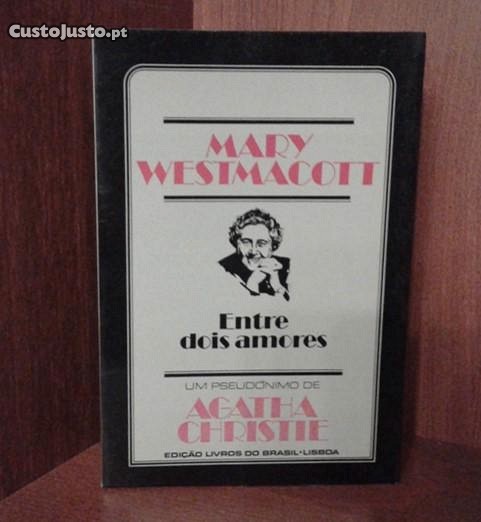 CustoJusto.pt
MARY
WESTMACOTT
Entre
dois amores
UM PSEUDÓNIMO DE
AGATHA
CHRISTIE
EDIÇÃO LIVROS DO BRASIL·LISBOA